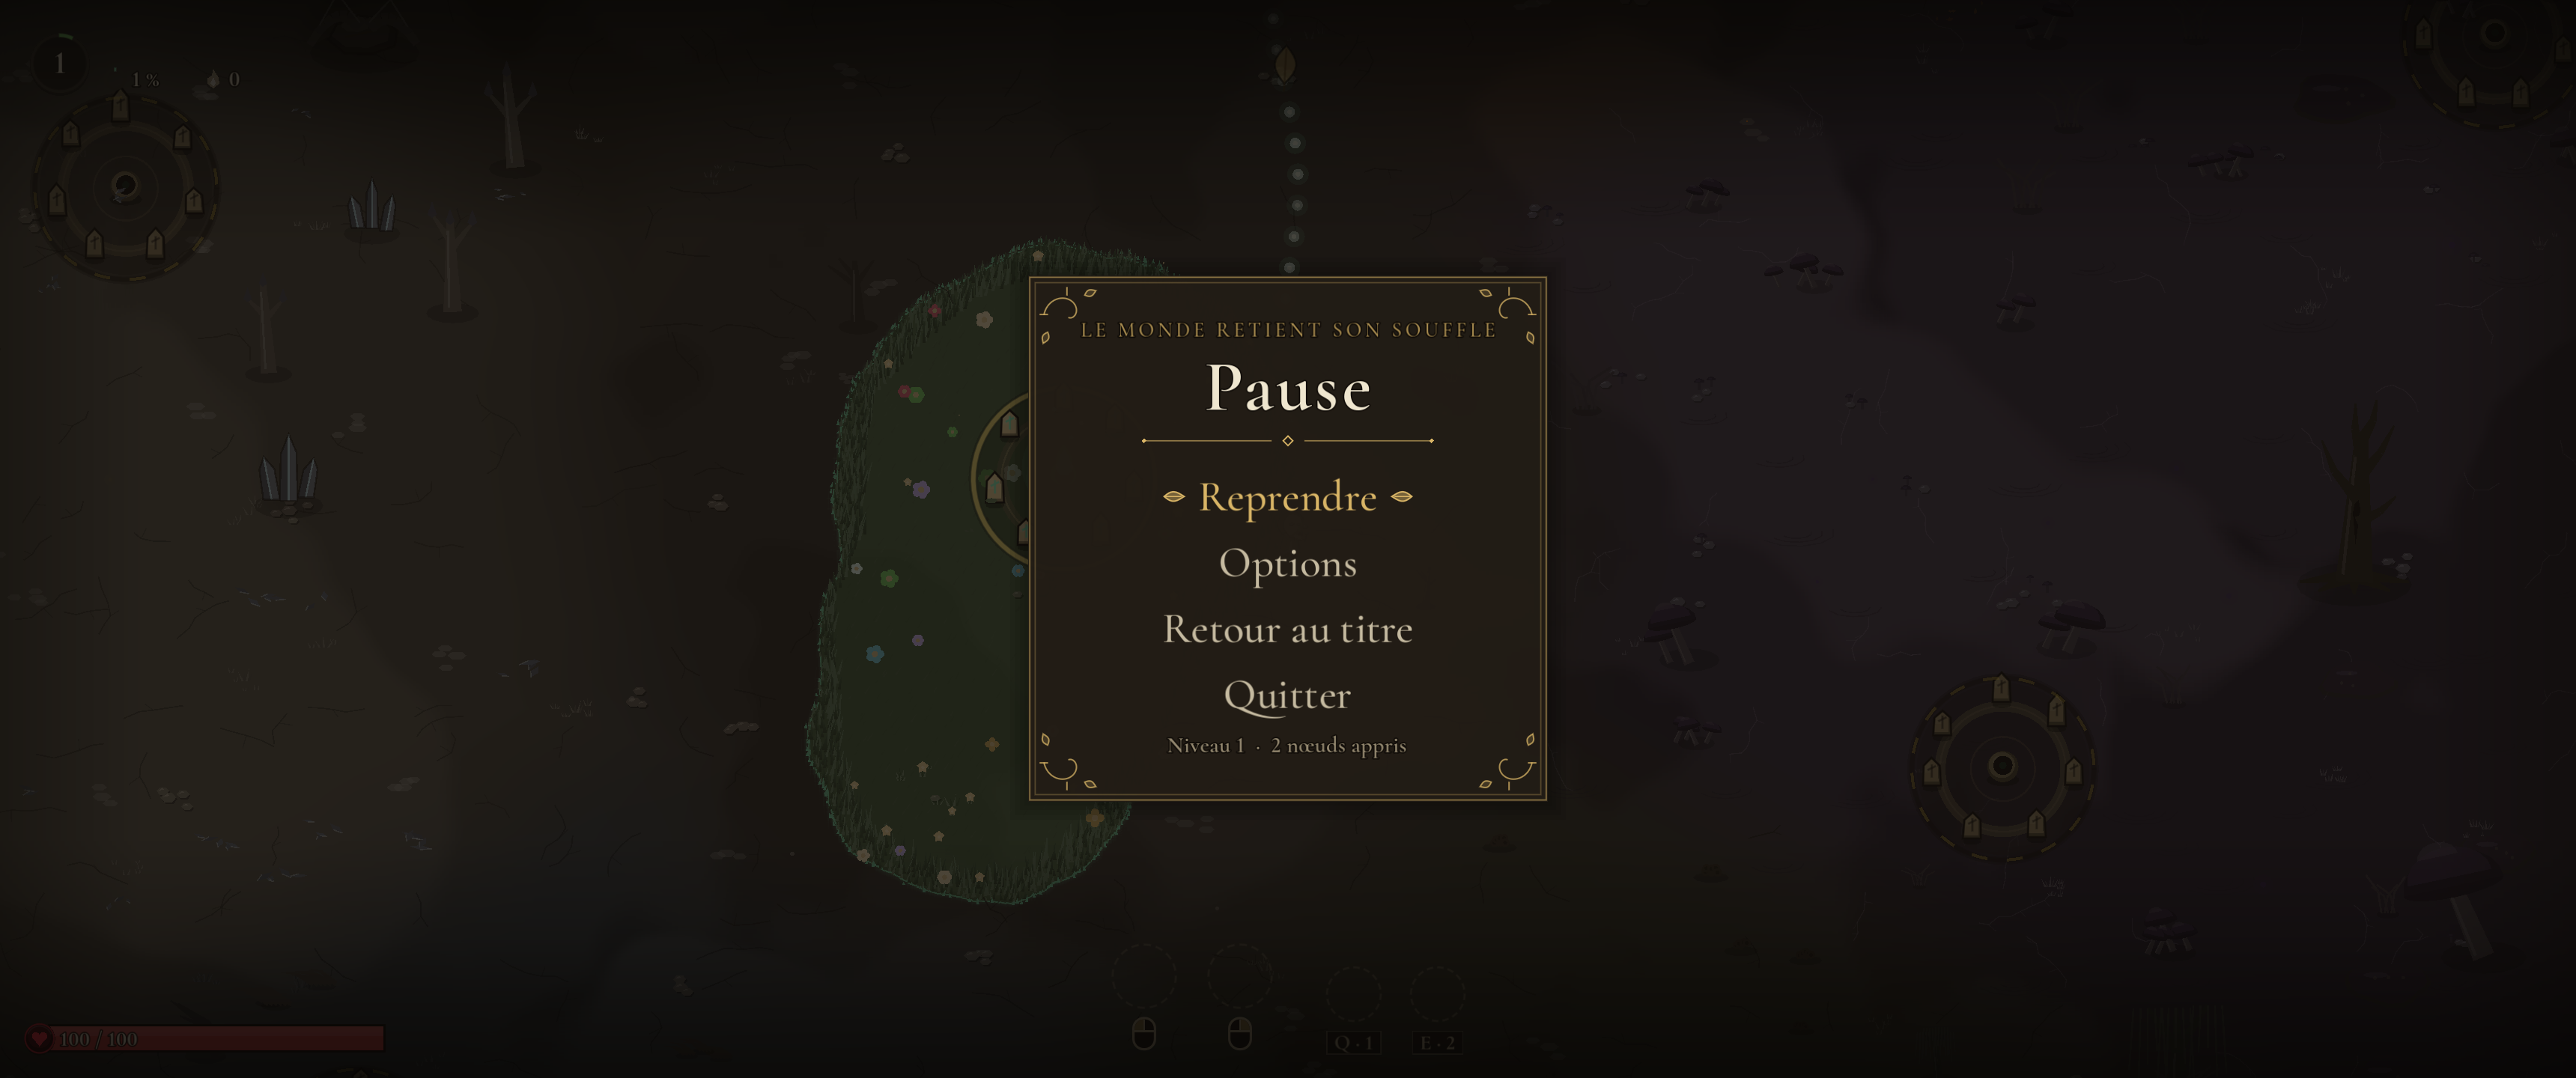 1
1 %
0
LE MONDE RETIENT SON SOUFFLE
Pause
Reprendre
Options
Retour au titre
Quitter
Niveau 1 · 2 nœuds appris
100 / 100
Q · 1
E · 2